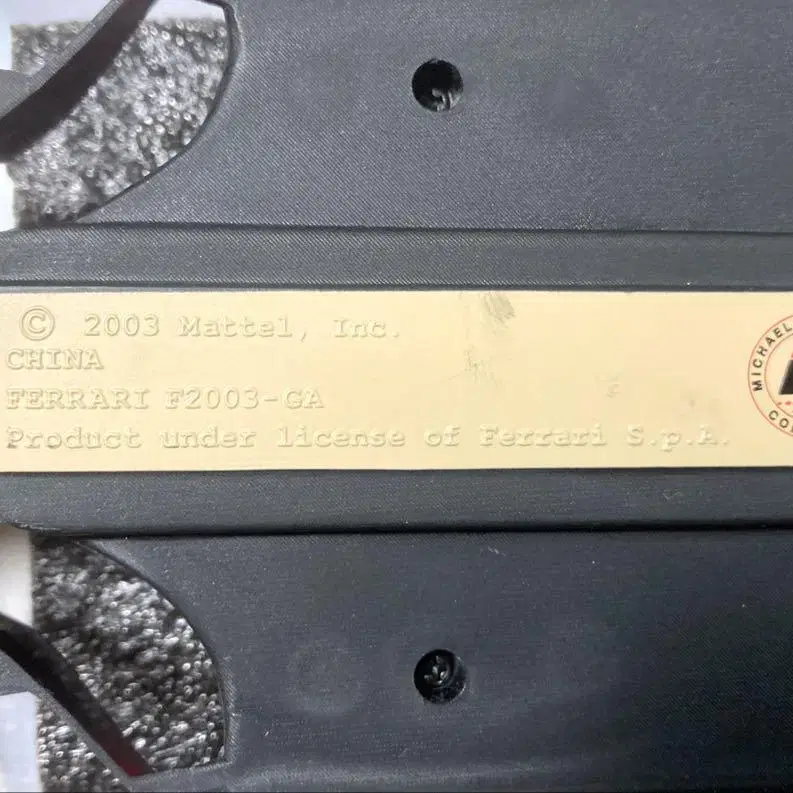 © 2003 Mattel, Inc.
CHINA
FERRARI F2003-GA
Product under license of Ferrari S.p.A.
MICHAEL